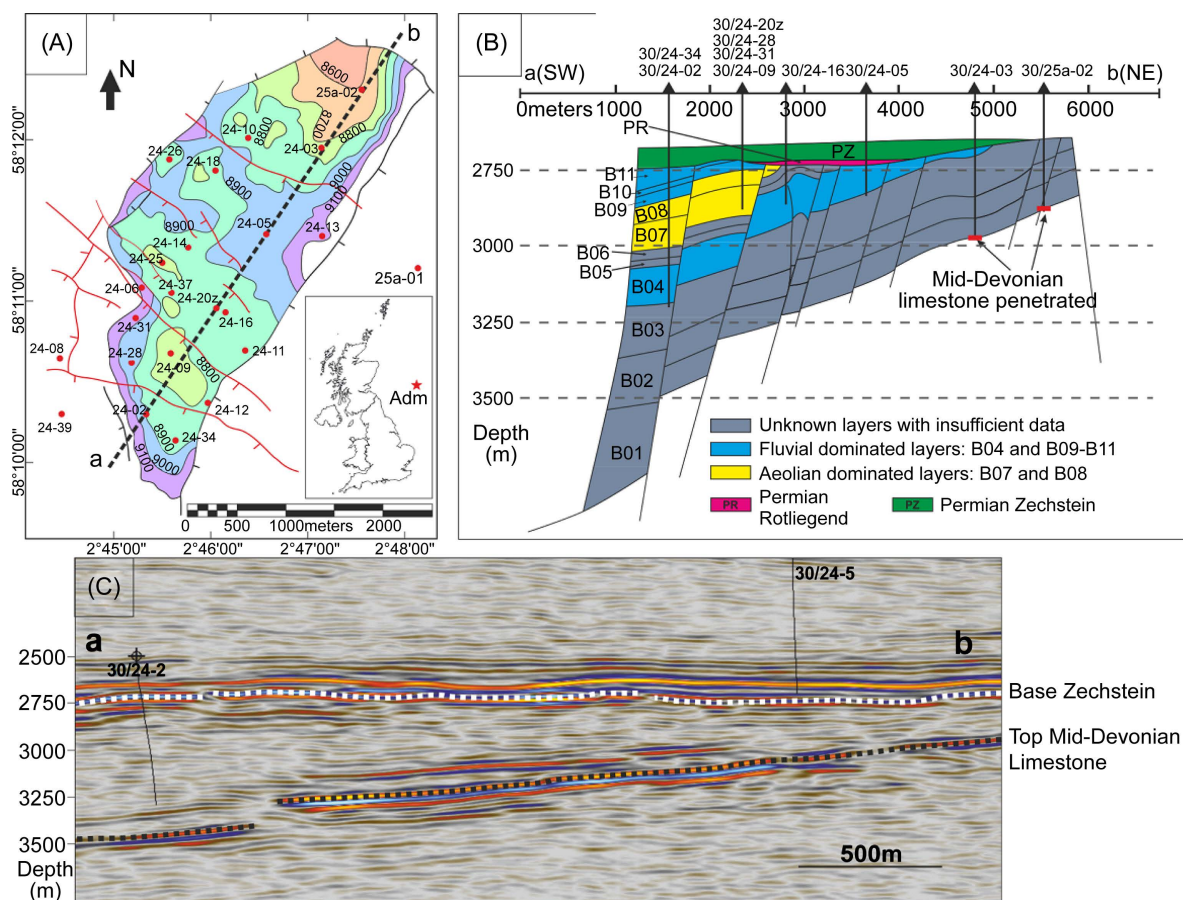 (A)
N
b
8600
25a-02
8700
8800
24-10
8800
24-03
24-26
24-18
8900
9000
9100
24-13
24-05
8900
24-14
24-25
25a-01
24-06
24-37
24-20z
24-16
24-31
24-11
24-08
24-28
24-09
8800
24-02
24-12
24-39
24-34
8900
9000
9100
a
Adm
58°12'00"
58°11'00"
58°10'00"
0 500 1000meters 2000
2°45'00" 2°46'00" 2°47'00" 2°48'00"
(B)
30/24-20z
30/24-28
30/24-34 30/24-31
30/24-02 30/24-09 30/24-16 30/24-05 30/24-03 30/25a-02
a(SW) b(NE)
0meters 1000 2000 3000 4000 5000 6000
PR
PZ
2750
B11
B10
B09
B08
B07
3000
B06
B05
B04
Mid-Devonian
limestone penetrated
3250
B03
B02
3500
B01
Depth
(m)
Unknown layers with insufficient data
Fluvial dominated layers: B04 and B09-B11
Aeolian dominated layers: B07 and B08
PR Permian
Rotliegend
PZ Permian Zechstein
(C)
a
30/24-2
30/24-5
b
2500
2750
3000
3250
3500
Depth
(m)
Base Zechstein
Top Mid-Devonian
Limestone
500m